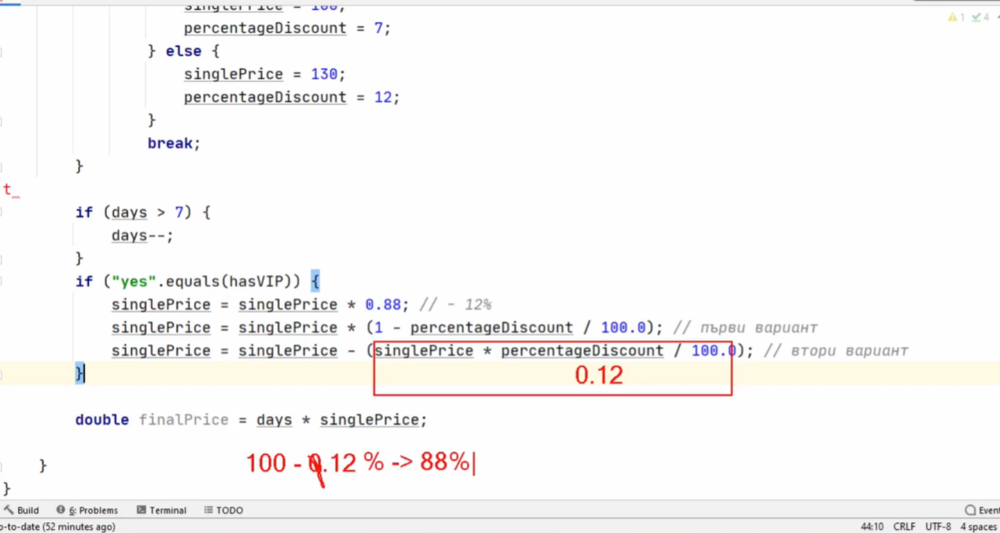 singlePrice = 100;
percentageDiscount = 7;
} else {
singlePrice = 130;
percentageDiscount = 12;
}
break;
}
t
if (days > 7) {
days--;
}
if ("yes".equals(hasVIP)) {
singlePrice = singlePrice * 0.88; // - 12%
singlePrice = singlePrice * (1 - percentageDiscount / 100.0); // първи вариант
singlePrice = singlePrice - (singlePrice * percentageDiscount / 100.0); // втори вариант
}
0.12
double finalPrice = days * singlePrice;
100 - 0.12 % -> 88%
}
}
1 4
Build 6: Problems Terminal TODO Event
o-to-date (52 minutes ago) 44:10 CRLF UTF-8 4 spaces